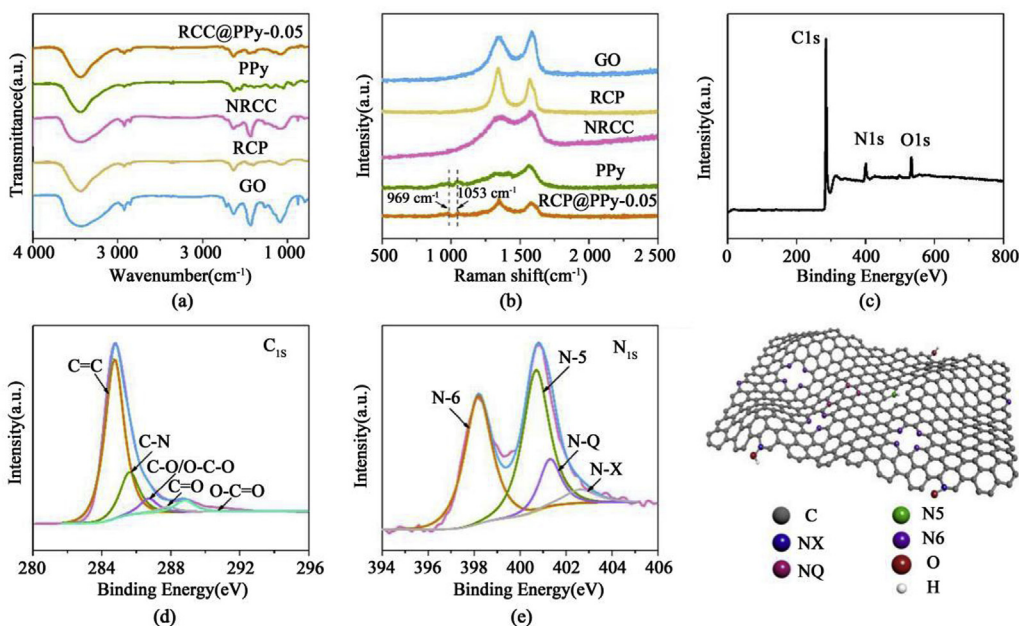 Transmittance(a.u.)
RCC@PPy-0.05
PPy
NRCC
RCP
GO
4 000 3 000 3 000 2 000 1 000
Wavenumber(cm-1)
(a)
Intensity(a.u.)
GO
RCP
NRCC
PPy
969 cm-1 1053 cm-1
RCP@PPy-0.05
500 1 000 1 500 2 000 2 500
Raman shift(cm-1)
(b)
Intensity(a.u.)
C1s
N1s O1s
0 200 400 600 800
Binding Energy(eV)
(c)
Intensity(a.u.)
C1S
C=C
C-N
C-O/O-C-O
C=O
O-C=O
280 284 288 292 296
Binding Energy(eV)
(d)
Intensity(a.u.)
N1S
N-5
N-6
N-Q
N-X
394 396 398 400 402 404 406
Binding Energy(eV)
(e)
C N5
NX N6
NQ O
H